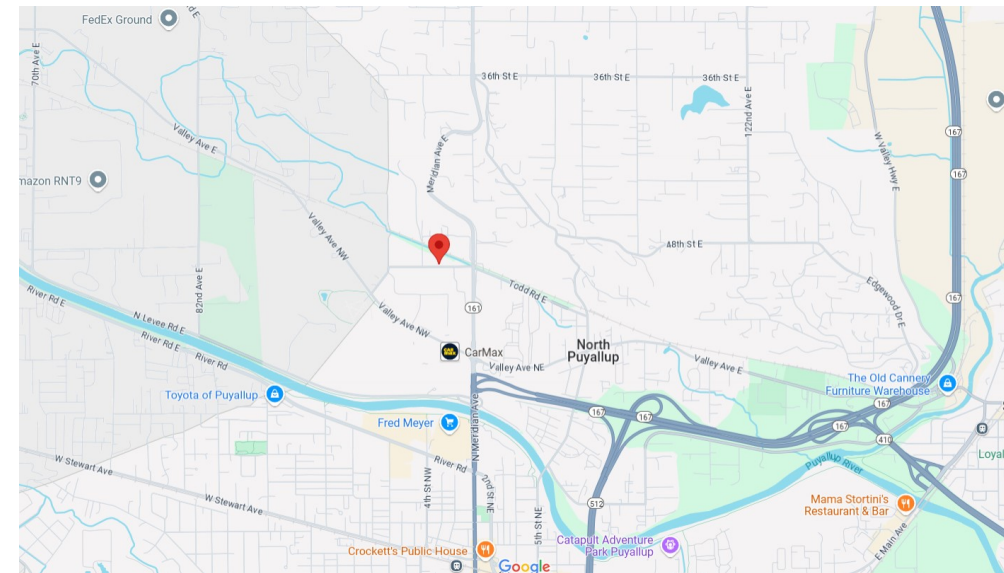 FedEx Ground
70th Ave E
36th St E
36th St E
36th St E
122nd Ave E
167
Valley Ave E
Meridian Ave E
W Valley Hwy E
167
mazon RNT9
Valley Ave NW
48th St E
82nd Ave E
River Rd E
Todd Rd E
Edgewood Dr E
167
N Levee Rd E
River Rd E
River Rd
Valley Ave NW
161
CarMax
North
Puyallup
Valley Ave NE
Valley Ave E
The Old Cannery
Furniture Warehouse
Toyota of Puyallup
Fred Meyer
N Meridian Ave
167
167
167
167
410
Loyal
W Stewart Ave
River Rd
Puyallup River
W Stewart Ave
4th St NW
2nd St NE
5th St NE
512
Mama Stortini's
Restaurant & Bar
E Main Ave
Crockett's Public House
Catapult Adventure
Park Puyallup
Google